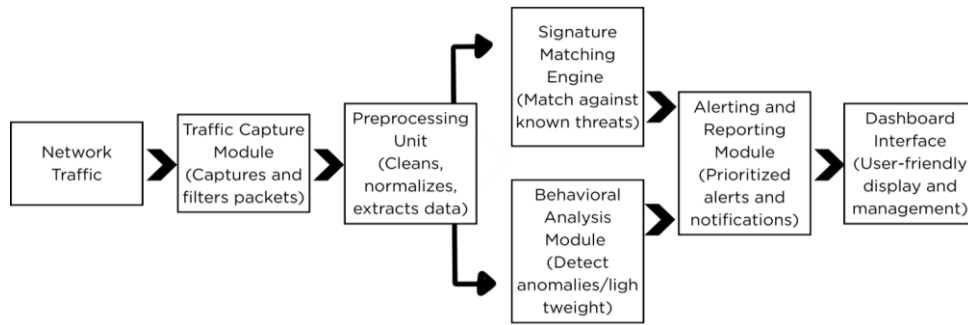 Network
Traffic
Traffic Capture
Module
(Captures and
filters packets)
Preprocessing
Unit
(Cleans,
normalizes,
extracts data)
Signature
Matching
Engine
(Match against
known threats)
Behavioral
Analysis
Module
(Detect
anomalies/ligh
tweight)
Alerting and
Reporting
Module
(Prioritized
alerts and
notifications)
Dashboard
Interface
(User-friendly
display and
management)